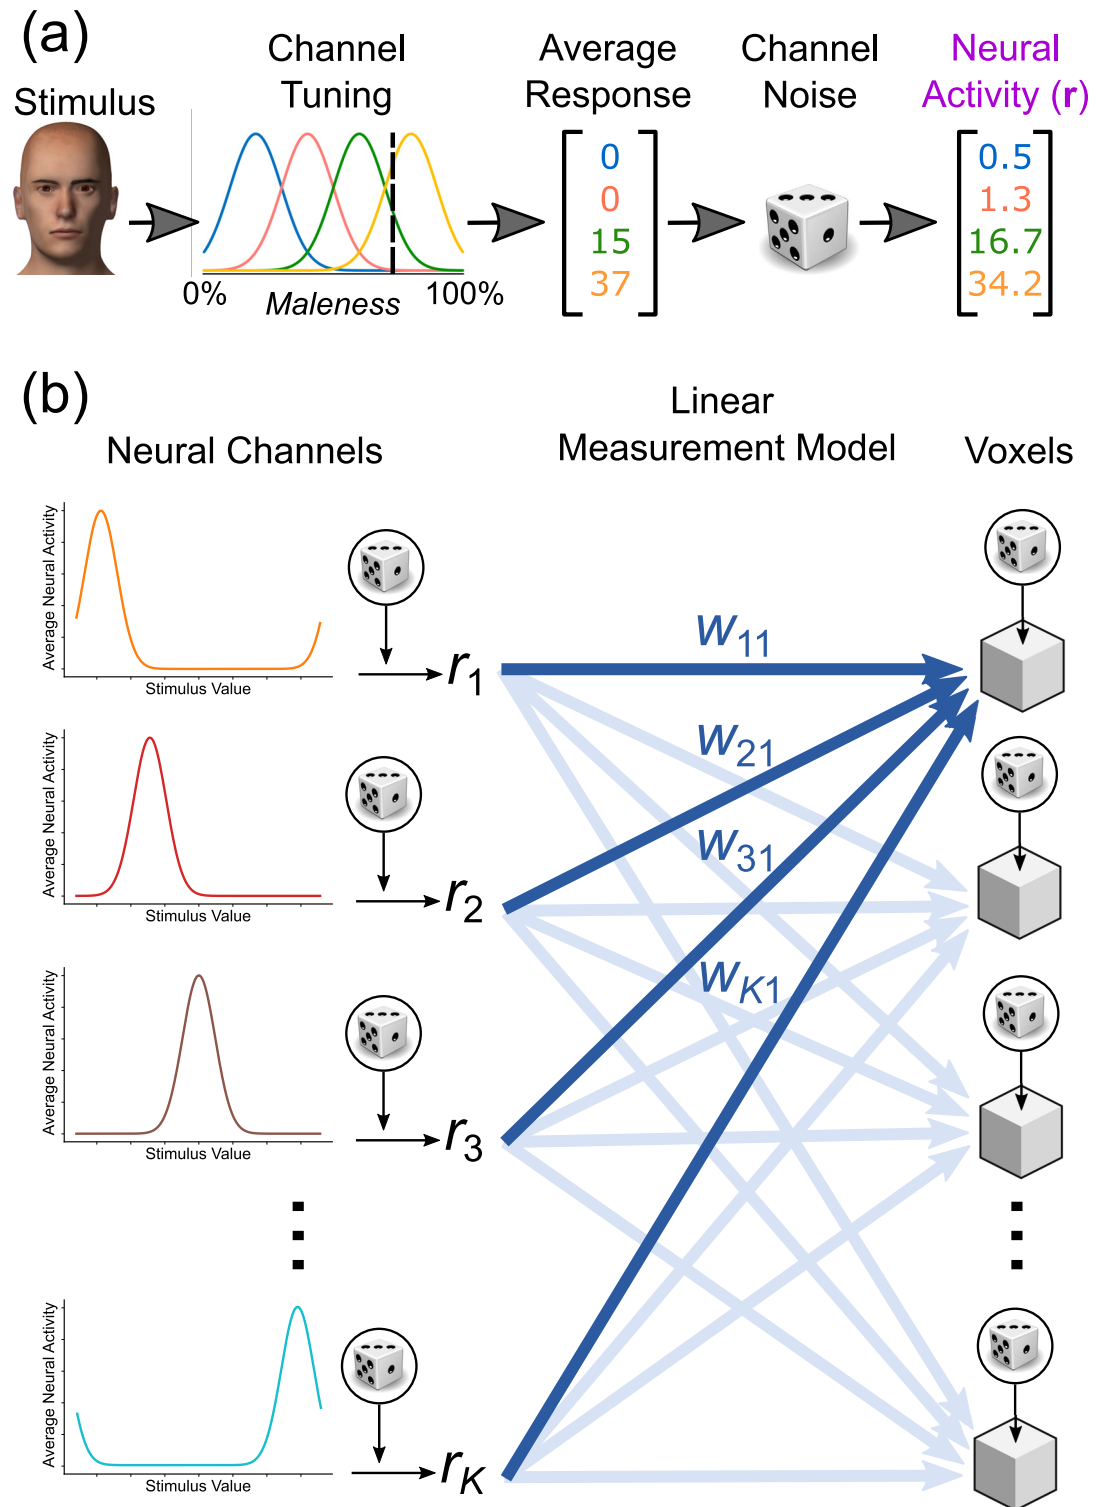 (a)
Stimulus
Channel
Tuning
Average
Response
Channel
Noise
Neural
Activity (r)
0%
Maleness
100%
0
0
15
37
0.5
1.3
16.7
34.2
(b)
Neural Channels
Linear
Measurement Model
Voxels
Average Neural Activity
Stimulus Value
r1
w11
Average Neural Activity
Stimulus Value
r2
w21
Average Neural Activity
Stimulus Value
r3
w31
Average Neural Activity
Stimulus Value
rK
wK1